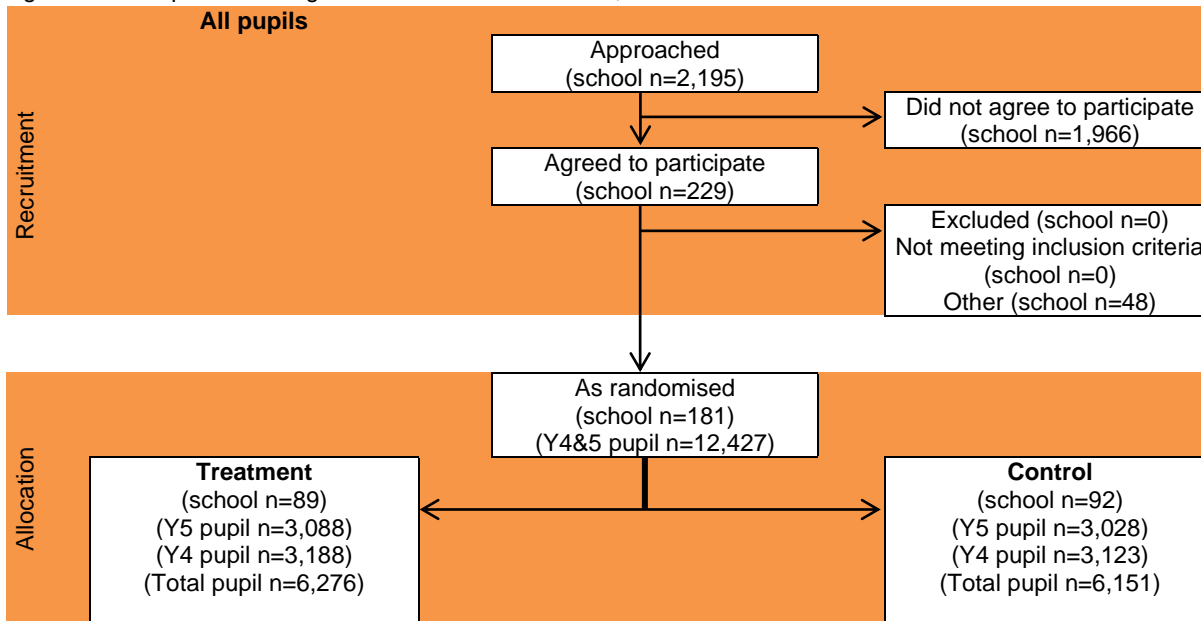 All pupils
Approached
(school n=2,195)
Did not agree to participate
(school n=1,966)
Recruitment
Agreed to participate
(school n=229)
Excluded (school n=0)
Not meeting inclusion criteria
(school n=0)
Other (school n=48)
As randomised
(school n=181)
(Y4&5 pupil n=12,427)
Allocation
Treatment
(school n=89)
(Y5 pupil n=3,088)
(Y4 pupil n=3,188)
(Total pupil n=6,276)
Control
(school n=92)
(Y5 pupil n=3,028)
(Y4 pupil n=3,123)
(Total pupil n=6,151)